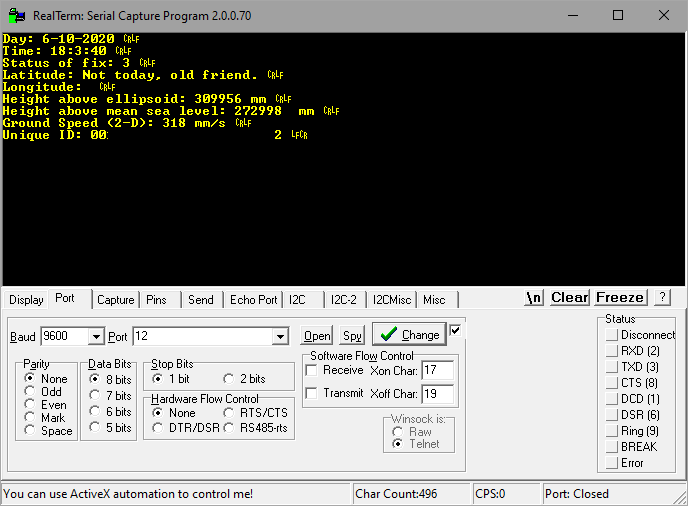 RealTerm: Serial Capture Program 2.0.0.70
Day: 6-10-2020 CRLF
Time: 18:3:40 CRLF
Status of fix: 3 CRLF
Latitude: Not today, old friend. CRLF
Longitude: CRLF
Height above ellipsoid: 309956 mm CRLF
Height above mean sea level: 272998 mm CRLF
Ground Speed (2-D): 318 mm/s CRLF
Unique ID: 00 2 LFCR
Display Port Capture Pins Send Echo Port I2C I2C-2 I2CMisc Misc \n Clear Freeze ?
Baud 9600 Port 12 Open Spy Change
Parity
None
Odd
Even
Mark
Space
Data Bits
8 bits
7 bits
6 bits
5 bits
Stop Bits
1 bit 2 bits
Hardware Flow Control
None RTS/CTS
DTR/DSR RS485-rts
Software Flow Control
Receive Xon Char: 17
Transmit Xoff Char: 19
Winsock is:
Raw
Telnet
Status
Disconnect
RXD (2)
TXD (3)
CTS (8)
DCD (1)
DSR (6)
Ring (9)
BREAK
Error
You can use ActiveX automation to control me! Char Count:496 CPS:0 Port: Closed